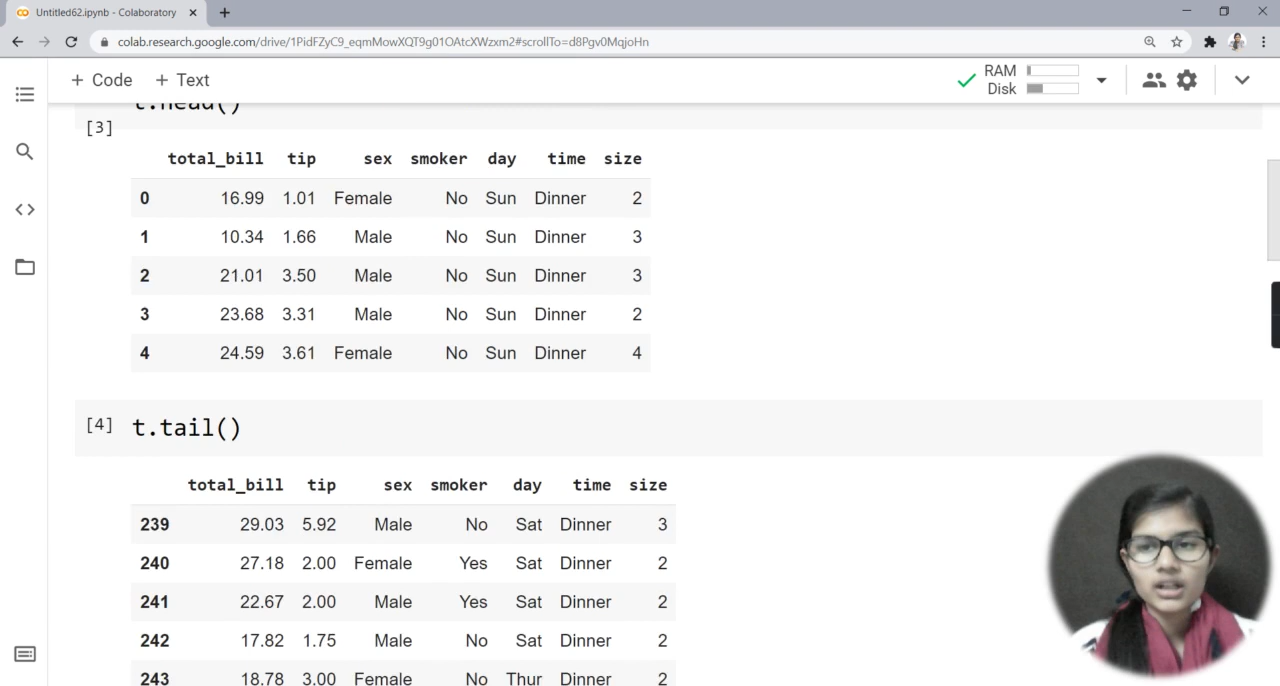 Untitled62.ipynb - Colaboratory
colab.research.google.com/drive/1PidFZyC9_eqmMowXQT9g01OAtcXWzxm2#scrollTo=d8Pgv0MqjoHn
+ Code + Text
RAM
Disk
t.head()
[3]
total_bill tip sex smoker day time size
0 16.99 1.01 Female No Sun Dinner 2
1 10.34 1.66 Male No Sun Dinner 3
2 21.01 3.50 Male No Sun Dinner 3
3 23.68 3.31 Male No Sun Dinner 2
4 24.59 3.61 Female No Sun Dinner 4
[4] t.tail()
total_bill tip sex smoker day time size
239 29.03 5.92 Male No Sat Dinner 3
240 27.18 2.00 Female Yes Sat Dinner 2
241 22.67 2.00 Male Yes Sat Dinner 2
242 17.82 1.75 Male No Sat Dinner 2
243 18.78 3.00 Female No Thur Dinner 2